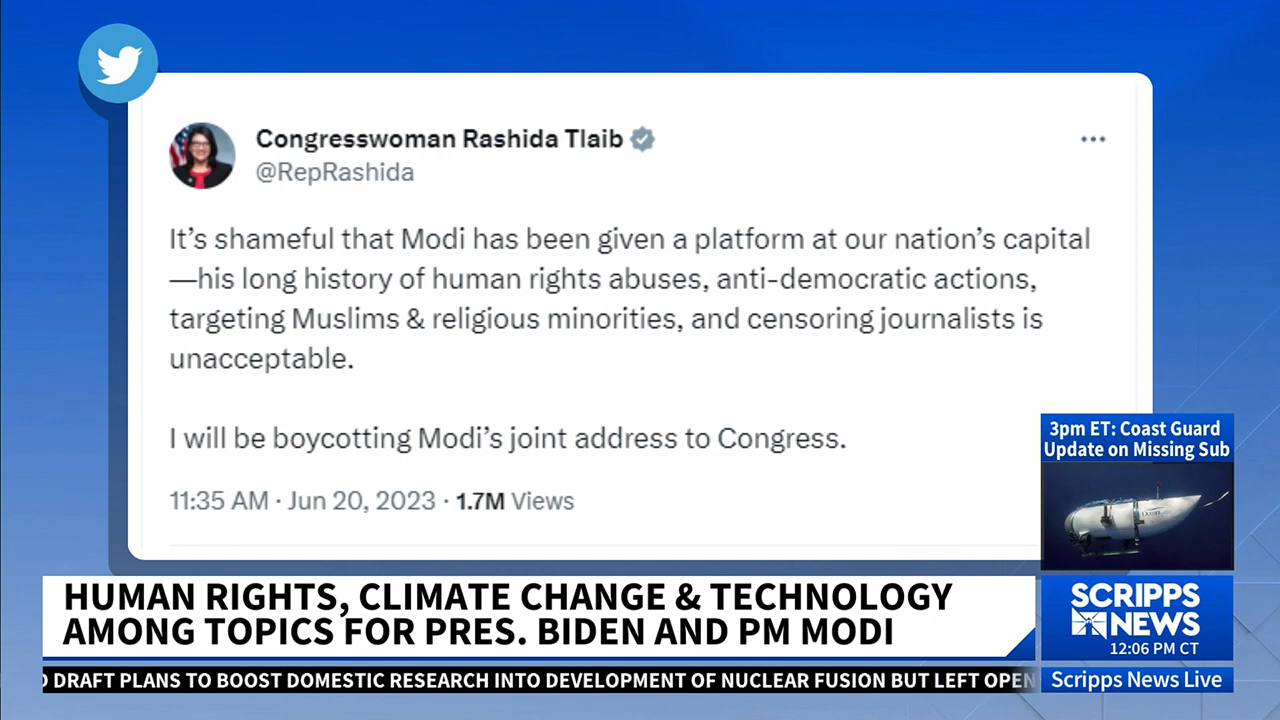 Congresswoman Rashida Tlaib
@RepRashida
It's shameful that Modi has been given a platform at our nation's capital
—his long history of human rights abuses, anti-democratic actions,
targeting Muslims & religious minorities, and censoring journalists is
unacceptable.
I will be boycotting Modi's joint address to Congress.
11:35 AM · Jun 20, 2023 · 1.7M Views
3pm ET: Coast Guard
Update on Missing Sub
HUMAN RIGHTS, CLIMATE CHANGE & TECHNOLOGY
AMONG TOPICS FOR PRES. BIDEN AND PM MODI
SCRIPPS
NEWS
12:06 PM CT
DRAFT PLANS TO BOOST DOMESTIC RESEARCH INTO DEVELOPMENT OF NUCLEAR FUSION BUT LEFT OPEN
Scripps News Live